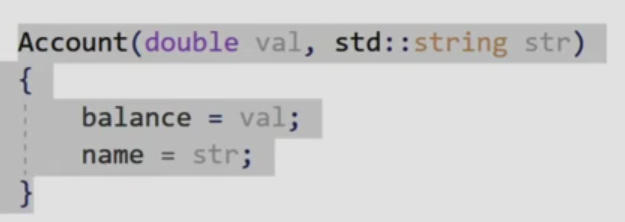 Account(double val, std::string str)
{
    balance = val;
    name = str;
}